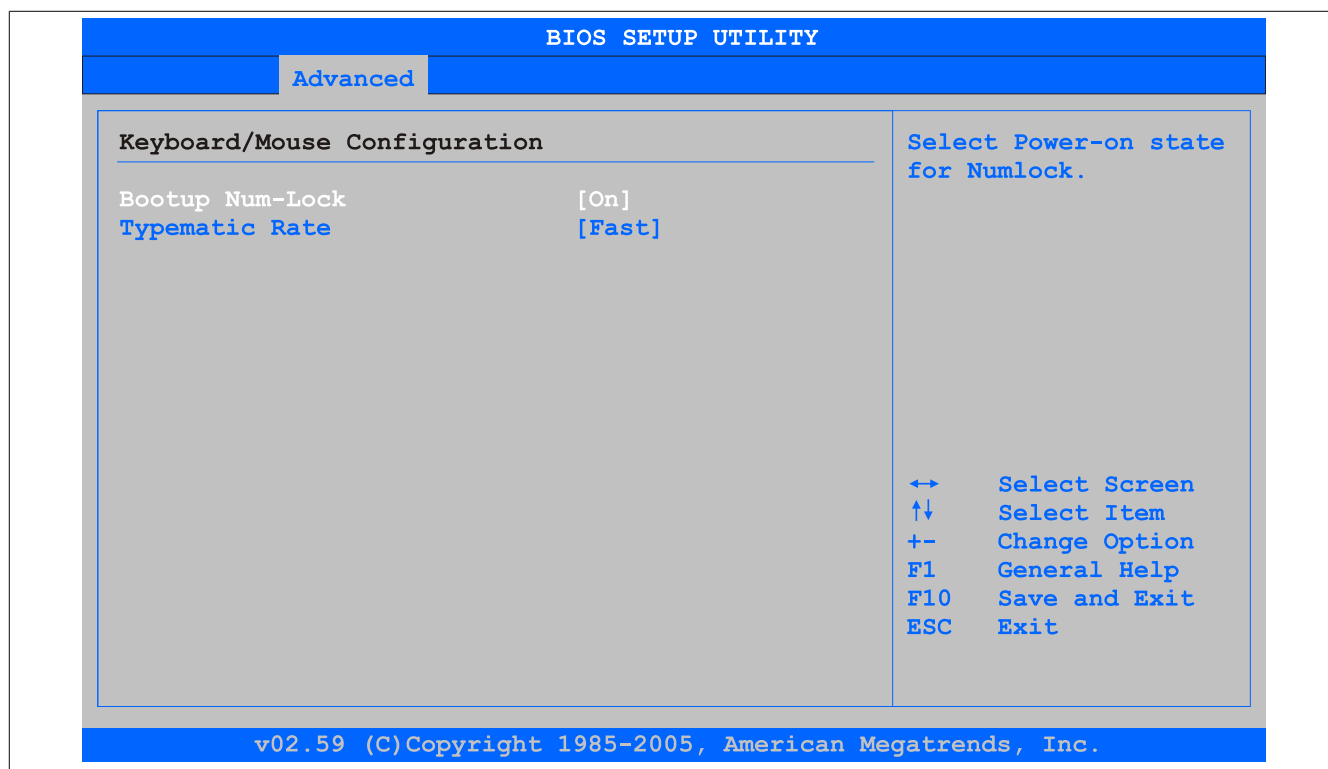 BIOS SETUP UTILITY
Advanced
Keyboard/Mouse Configuration
Bootup Num-Lock [On]
Typematic Rate [Fast]
Select Power-on state
for Numlock.
↔ Select Screen
↑↓ Select Item
+- Change Option
F1 General Help
F10 Save and Exit
ESC Exit
v02.59 (C)Copyright 1985-2005, American Megatrends, Inc.